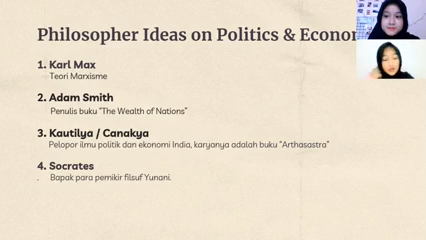 Philosopher Ideas on Politics & Econom
1. Karl Max
Teori Marxisme
2. Adam Smith
Penulis buku "The Wealth of Nations"
3. Kautilya / Canakya
Pelopor ilmu politik dan ekonomi India, karyanya adalah buku "Arthasastra"
4. Socrates
. Bapak para pemikir filsuf Yunani.